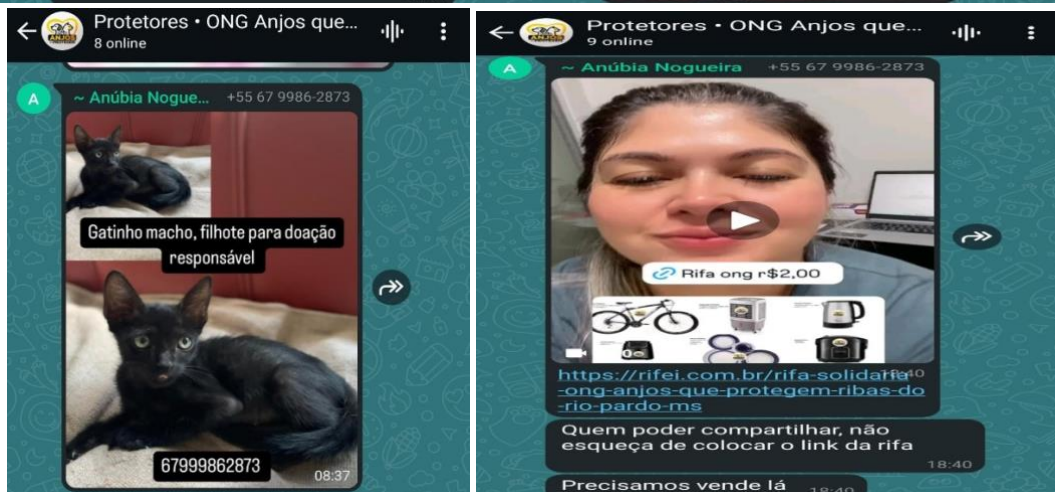 Protetores • ONG Anjos que...
8 online
A
~ Anúbia Nogue... +55 67 9986-2873
Gatinho macho, filhote para doação
responsável
67999862873
08:37
Protetores • ONG Anjos que...
9 online
A
~ Anúbia Nogueira +55 67 9986-2873
Rifa ong r$2,00
https://rifei.com.br/rifa-solidaria
-ong-anjos-que-protegem-ribas-do
-rio-pardo-ms
18:40
Quem poder compartilhar, não
esqueça de colocar o link da rifa
18:40
Precisamos vende lá
18:40